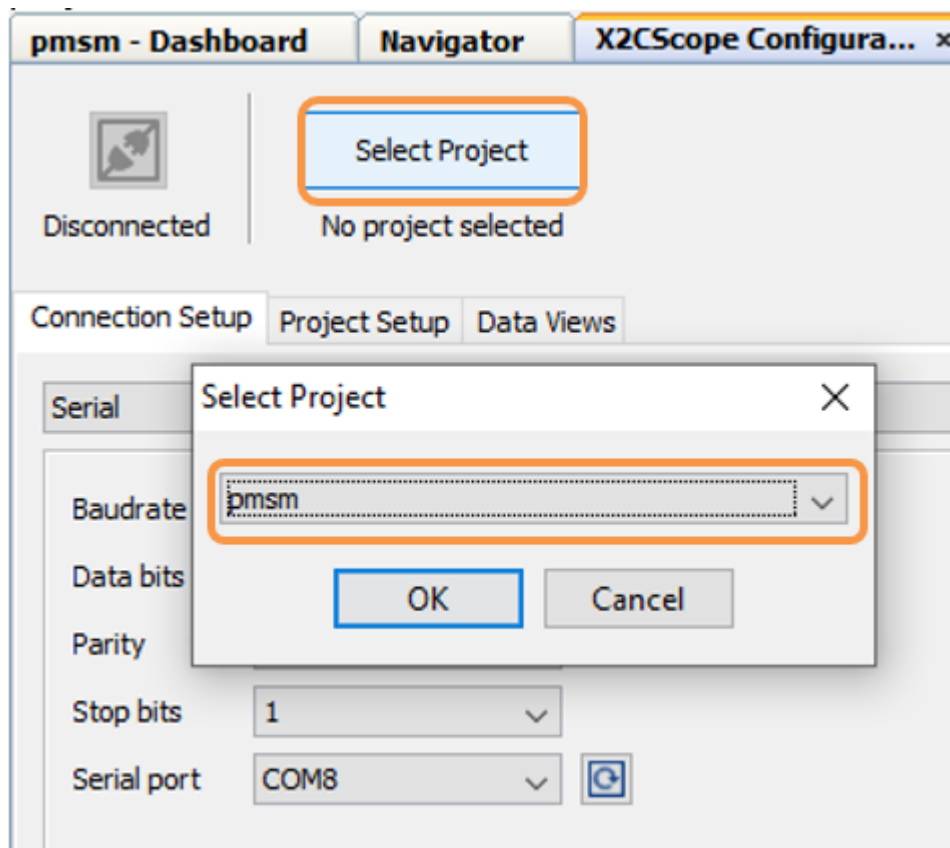 pmsm - Dashboard
Navigator
X2CScope Configura... ×
Select Project
Disconnected
No project selected
Connection Setup
Project Setup
Data Views
Serial
Select Project
pmsm
OK
Cancel
Baudrate
Data bits
Parity
Stop bits
1
Serial port
COM8